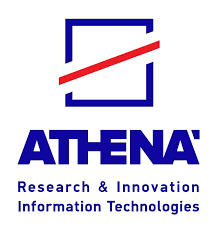 ATHENA'
Research & Innovation
Information Technologies